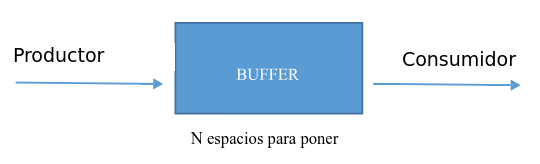 Productor
Consumidor
BUFFER
N espacios para poner